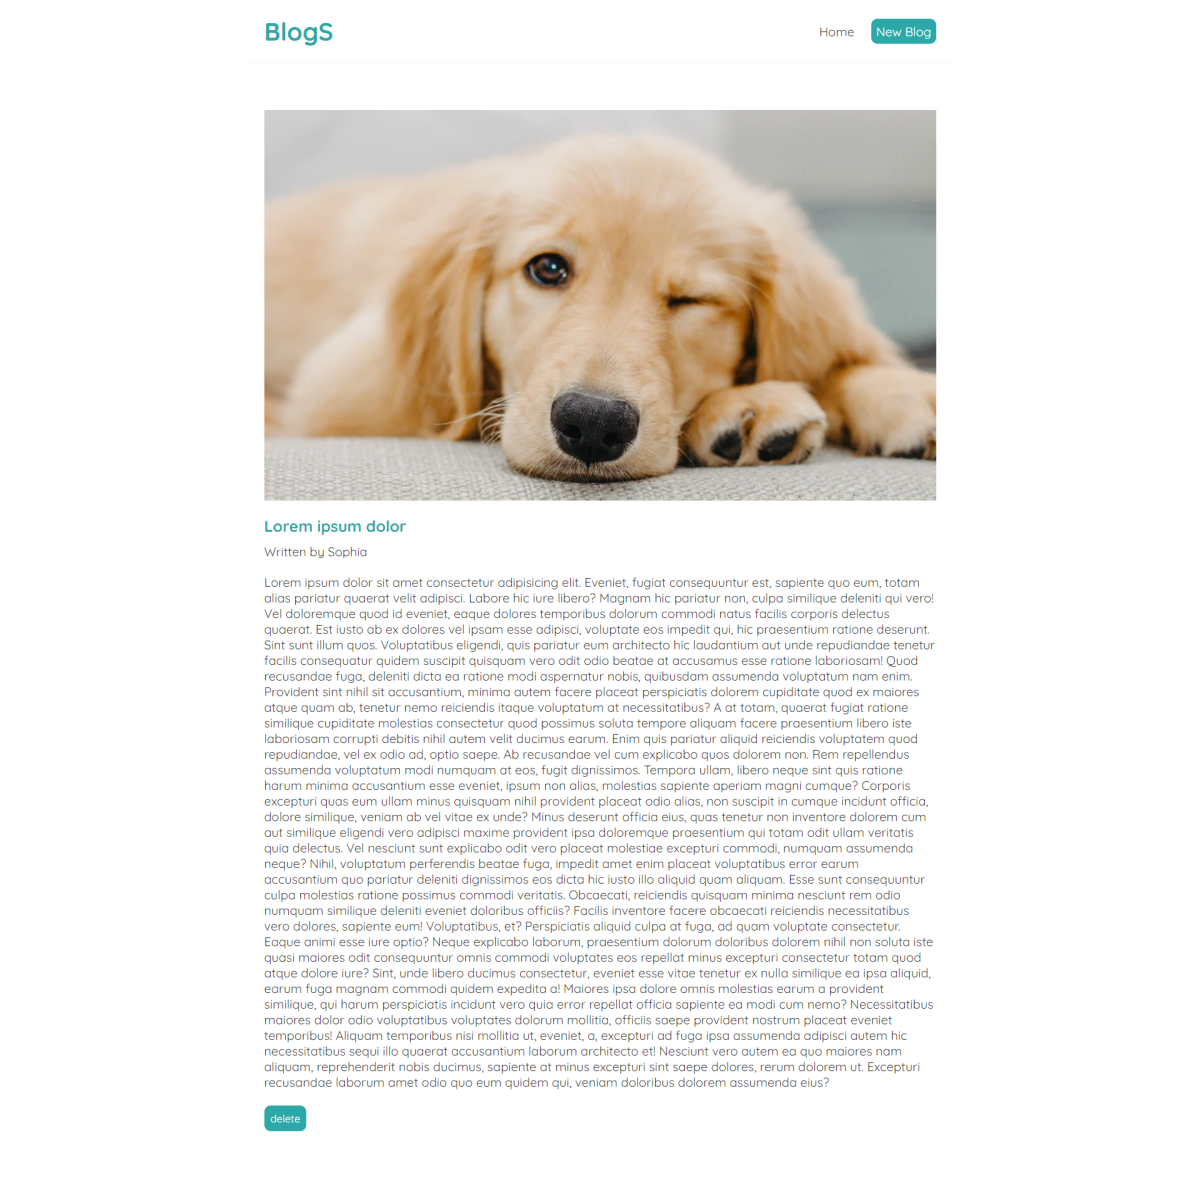 BlogS
Home
New Blog
Lorem ipsum dolor
Written by Sophia
Lorem ipsum dolor sit amet consectetur adipisicing elit. Eveniet, fugiat consequuntur est, sapiente quo eum, totam
alias pariatur quaerat velit adipisci. Labore hic iure libero? Magnam hic pariatur non, culpa similique deleniti qui vero!
Vel doloremque quod id eveniet, eaque dolores temporibus dolorum commodi natus facilis corporis delectus
quaerat. Est iusto ab ex dolores vel ipsam esse adipisci, voluptate eos impedit qui, hic praesentium ratione deserunt.
Sint sunt illum quos. Voluptatibus eligendi, quis pariatur eum architecto hic laudantium aut unde repudiandae tenetur
facilis consequatur quidem suscipit quisquam vero odit odio beatae at accusamus esse ratione laboriosam! Quod
recusandae fuga, deleniti dicta ea ratione modi aspernatur nobis, quibusdam assumenda voluptatum nam enim.
Provident sint nihil sit accusantium, minima autem facere placeat perspiciatis dolorem cupiditate quod ex maiores
atque quam ab, tenetur nemo reiciendis itaque voluptatum at necessitatibus? A at totam, quaerat fugiat ratione
similique cupiditate molestias consectetur quod possimus soluta tempore aliquam facere praesentium libero iste
laboriosam corrupti debitis nihil autem velit ducimus earum. Enim quis pariatur aliquid reiciendis voluptatem quod
repudiandae, vel ex odio ad, optio saepe. Ab recusandae vel cum explicabo quos dolorem non. Rem repellendus
assumenda voluptatum modi numquam at eos, fugit dignissimos. Tempora ullam, libero neque sint quis ratione
harum minima accusantium esse eveniet, ipsum non alias, molestias sapiente aperiam magni cumque? Corporis
excepturi quas eum ullam minus quisquam nihil provident placeat odio alias, non suscipit in cumque incidunt officia,
dolore similique, veniam ab vel vitae ex unde? Minus deserunt officia eius, quas tenetur non inventore dolorem cum
aut similique eligendi vero adipisci maxime provident ipsa doloremque praesentium qui totam odit ullam veritatis
quia delectus. Vel nesciunt sunt explicabo odit vero placeat molestiae excepturi commodi, numquam assumenda
neque? Nihil, voluptatum perferendis beatae fuga, impedit amet enim placeat voluptatibus error earum
accusantium quo pariatur deleniti dignissimos eos dicta hic iusto illo aliquid quam aliquam. Esse sunt consequuntur
culpa molestias ratione possimus commodi veritatis. Obcaecati, reiciendis quisquam minima nesciunt rem odio
numquam similique deleniti eveniet doloribus officiis? Facilis inventore facere obcaecati reiciendis necessitatibus
vero dolores, sapiente eum! Voluptatibus, et? Perspiciatis aliquid culpa at fuga, ad quam voluptate consectetur.
Eaque animi esse iure optio? Neque explicabo laborum, praesentium dolorum doloribus dolorem nihil non soluta iste
quasi maiores odit consequuntur omnis commodi voluptates eos repellat minus excepturi consectetur totam quod
atque dolore iure? Sint, unde libero ducimus consectetur, eveniet esse vitae tenetur ex nulla similique ea ipsa aliquid,
earum fuga magnam commodi quidem expedita a! Maiores ipsa dolore omnis molestias earum a provident
similique, qui harum perspiciatis incidunt vero quia error repellat officia sapiente ea modi cum nemo? Necessitatibus
maiores dolor odio voluptatibus voluptates dolorum mollitia, officiis saepe provident nostrum placeat eveniet
temporibus! Aliquam temporibus nisi mollitia ut, eveniet, a, excepturi ad fuga ipsa assumenda adipisci autem hic
necessitatibus sequi illo quaerat accusantium laborum architecto et! Nesciunt vero autem ea quo maiores nam
aliquam, reprehenderit nobis ducimus, sapiente at minus excepturi sint saepe dolores, rerum dolorem ut. Excepturi
recusandae laborum amet odio quo eum quidem qui, veniam doloribus dolorem assumenda eius?
delete